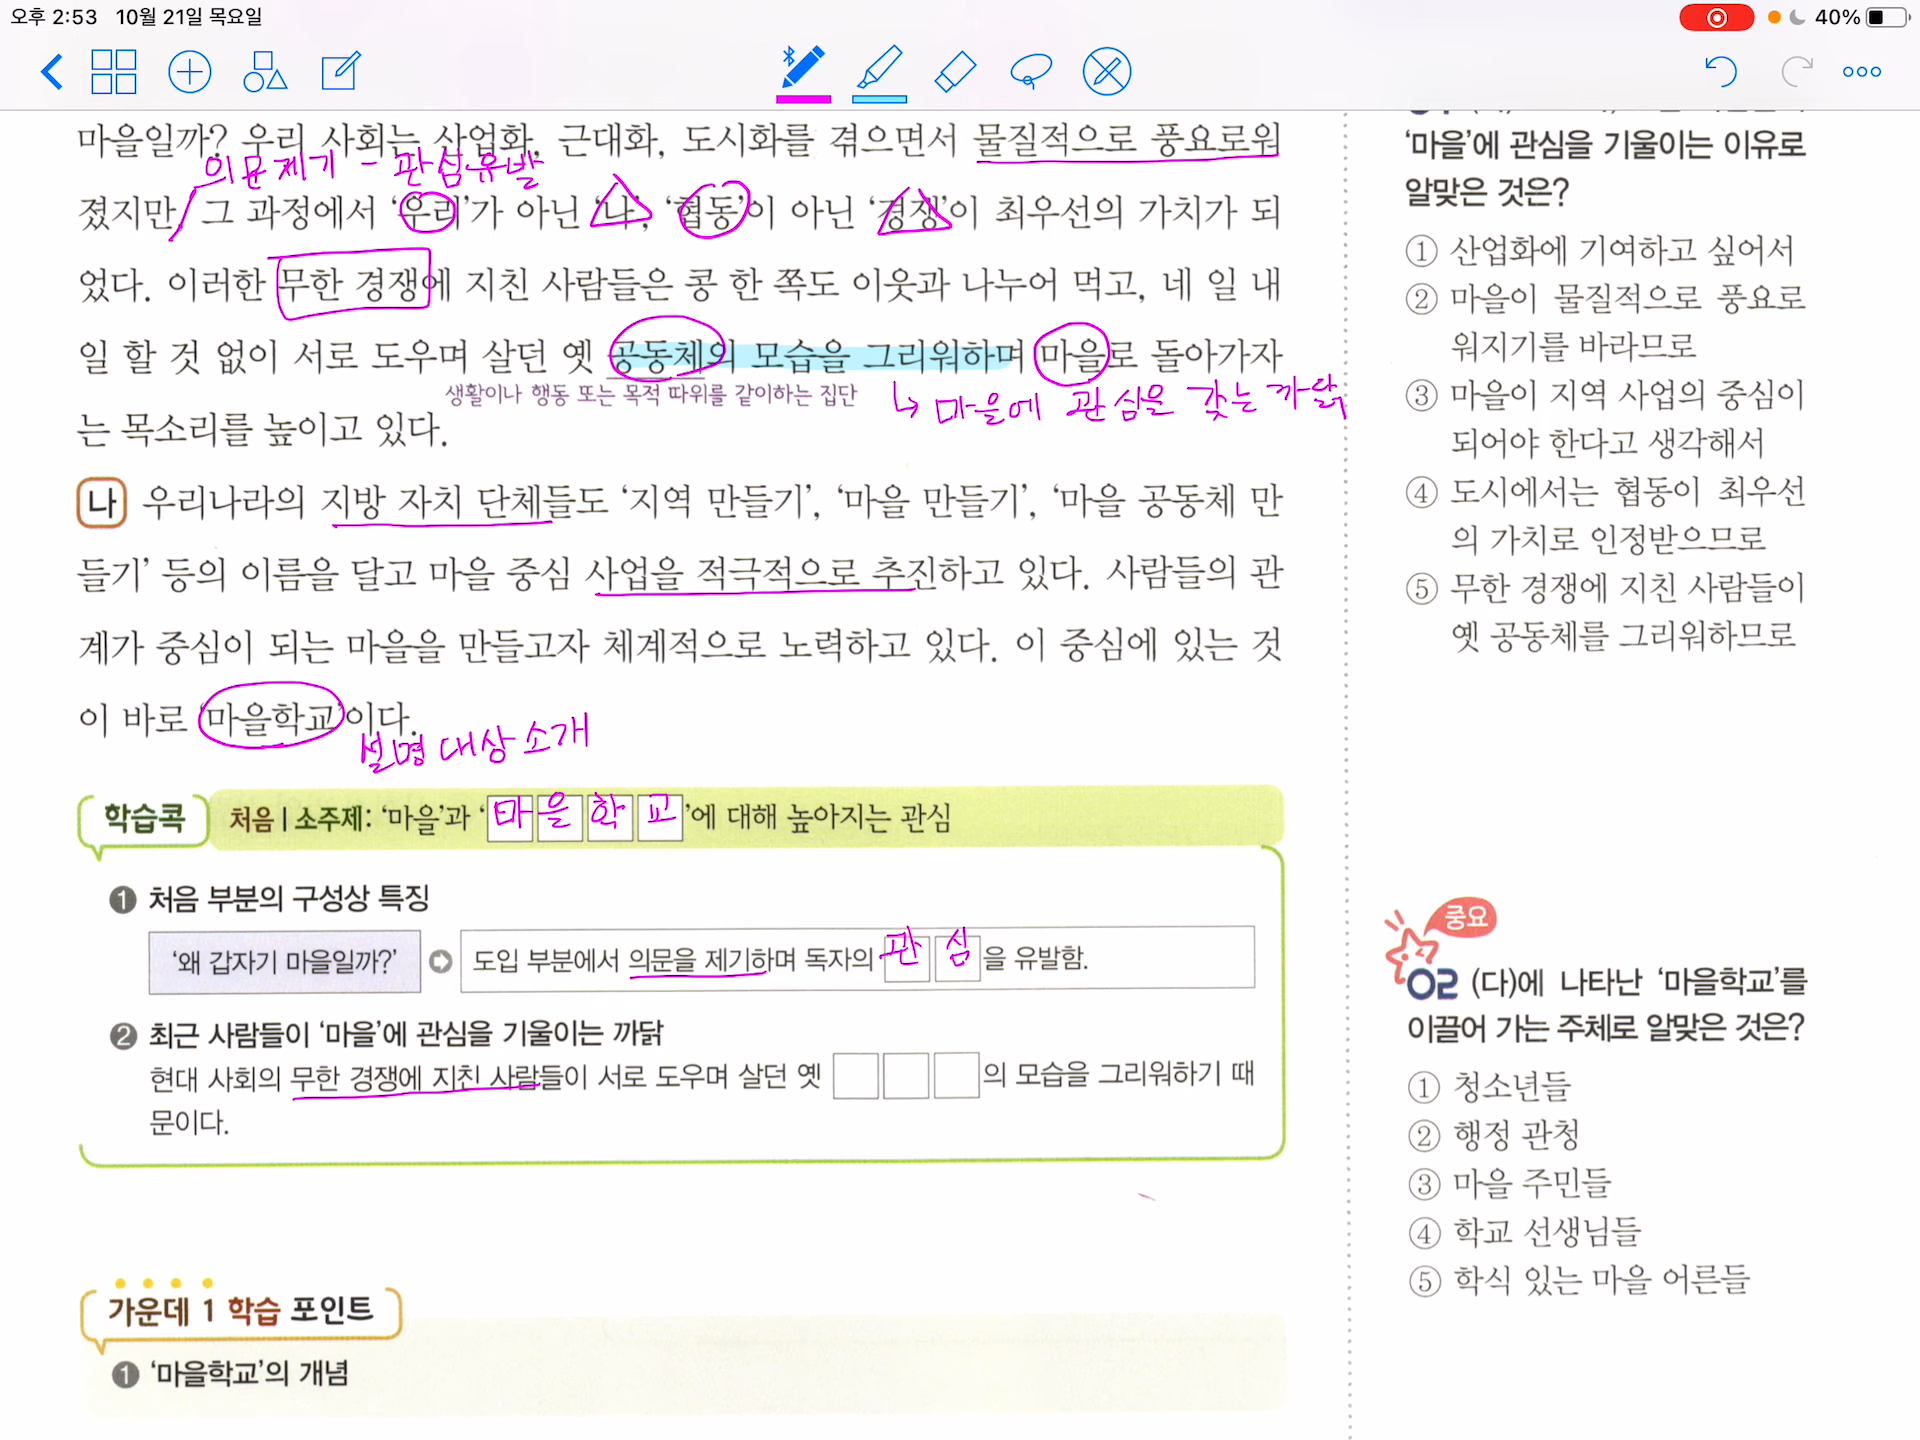 오후 2:53 10월 21일 목요일
40%
마을일까? 우리 사회는 산업화, 근대화, 도시화를 겪으면서 물질적으로 풍요로워
의문제기 - 관심유발
졌지만, 그 과정에서 '우리'가 아닌 '나', '협동'이 아닌 '경쟁'이 최우선의 가치가 되
었다. 이러한 무한 경쟁에 지친 사람들은 콩 한 쪽도 이웃과 나누어 먹고, 네 일 내
일 할 것 없이 서로 도우며 살던 옛 공동체의 모습을 그리워하며 마을로 돌아가자
생활이나 행동 또는 목적 따위를 같이하는 집단
↳ 마을에 관심을 갖는 까닭
는 목소리를 높이고 있다.
나 우리나라의 지방 자치 단체들도 '지역 만들기', '마을 만들기', '마을 공동체 만
들기' 등의 이름을 달고 마을 중심 사업을 적극적으로 추진하고 있다. 사람들의 관
계가 중심이 되는 마을을 만들고자 체계적으로 노력하고 있다. 이 중심에 있는 것
이 바로 '마을학교'이다.
설명 대상 소개
학습콕 처음 | 소주제: '마을'과 '마을학교'에 대해 높아지는 관심
1 처음 부분의 구성상 특징
'왜 갑자기 마을일까?' 도입 부분에서 의문을 제기하며 독자의 관심을 유발함.
2 최근 사람들이 '마을'에 관심을 기울이는 까닭
현대 사회의 무한 경쟁에 지친 사람들이 서로 도우며 살던 옛 □□□의 모습을 그리워하기 때
문이다.
가운데 1 학습 포인트
1 '마을학교'의 개념
'마을'에 관심을 기울이는 이유로
알맞은 것은?
① 산업화에 기여하고 싶어서
② 마을이 물질적으로 풍요로
워지기를 바라므로
③ 마을이 지역 사업의 중심이
되어야 한다고 생각해서
④ 도시에서는 협동이 최우선
의 가치로 인정받으므로
⑤ 무한 경쟁에 지친 사람들이
옛 공동체를 그리워하므로
중요
02 (다)에 나타난 '마을학교'를
이끌어 가는 주체로 알맞은 것은?
① 청소년들
② 행정 관청
③ 마을 주민들
④ 학교 선생님들
⑤ 학식 있는 마을 어른들